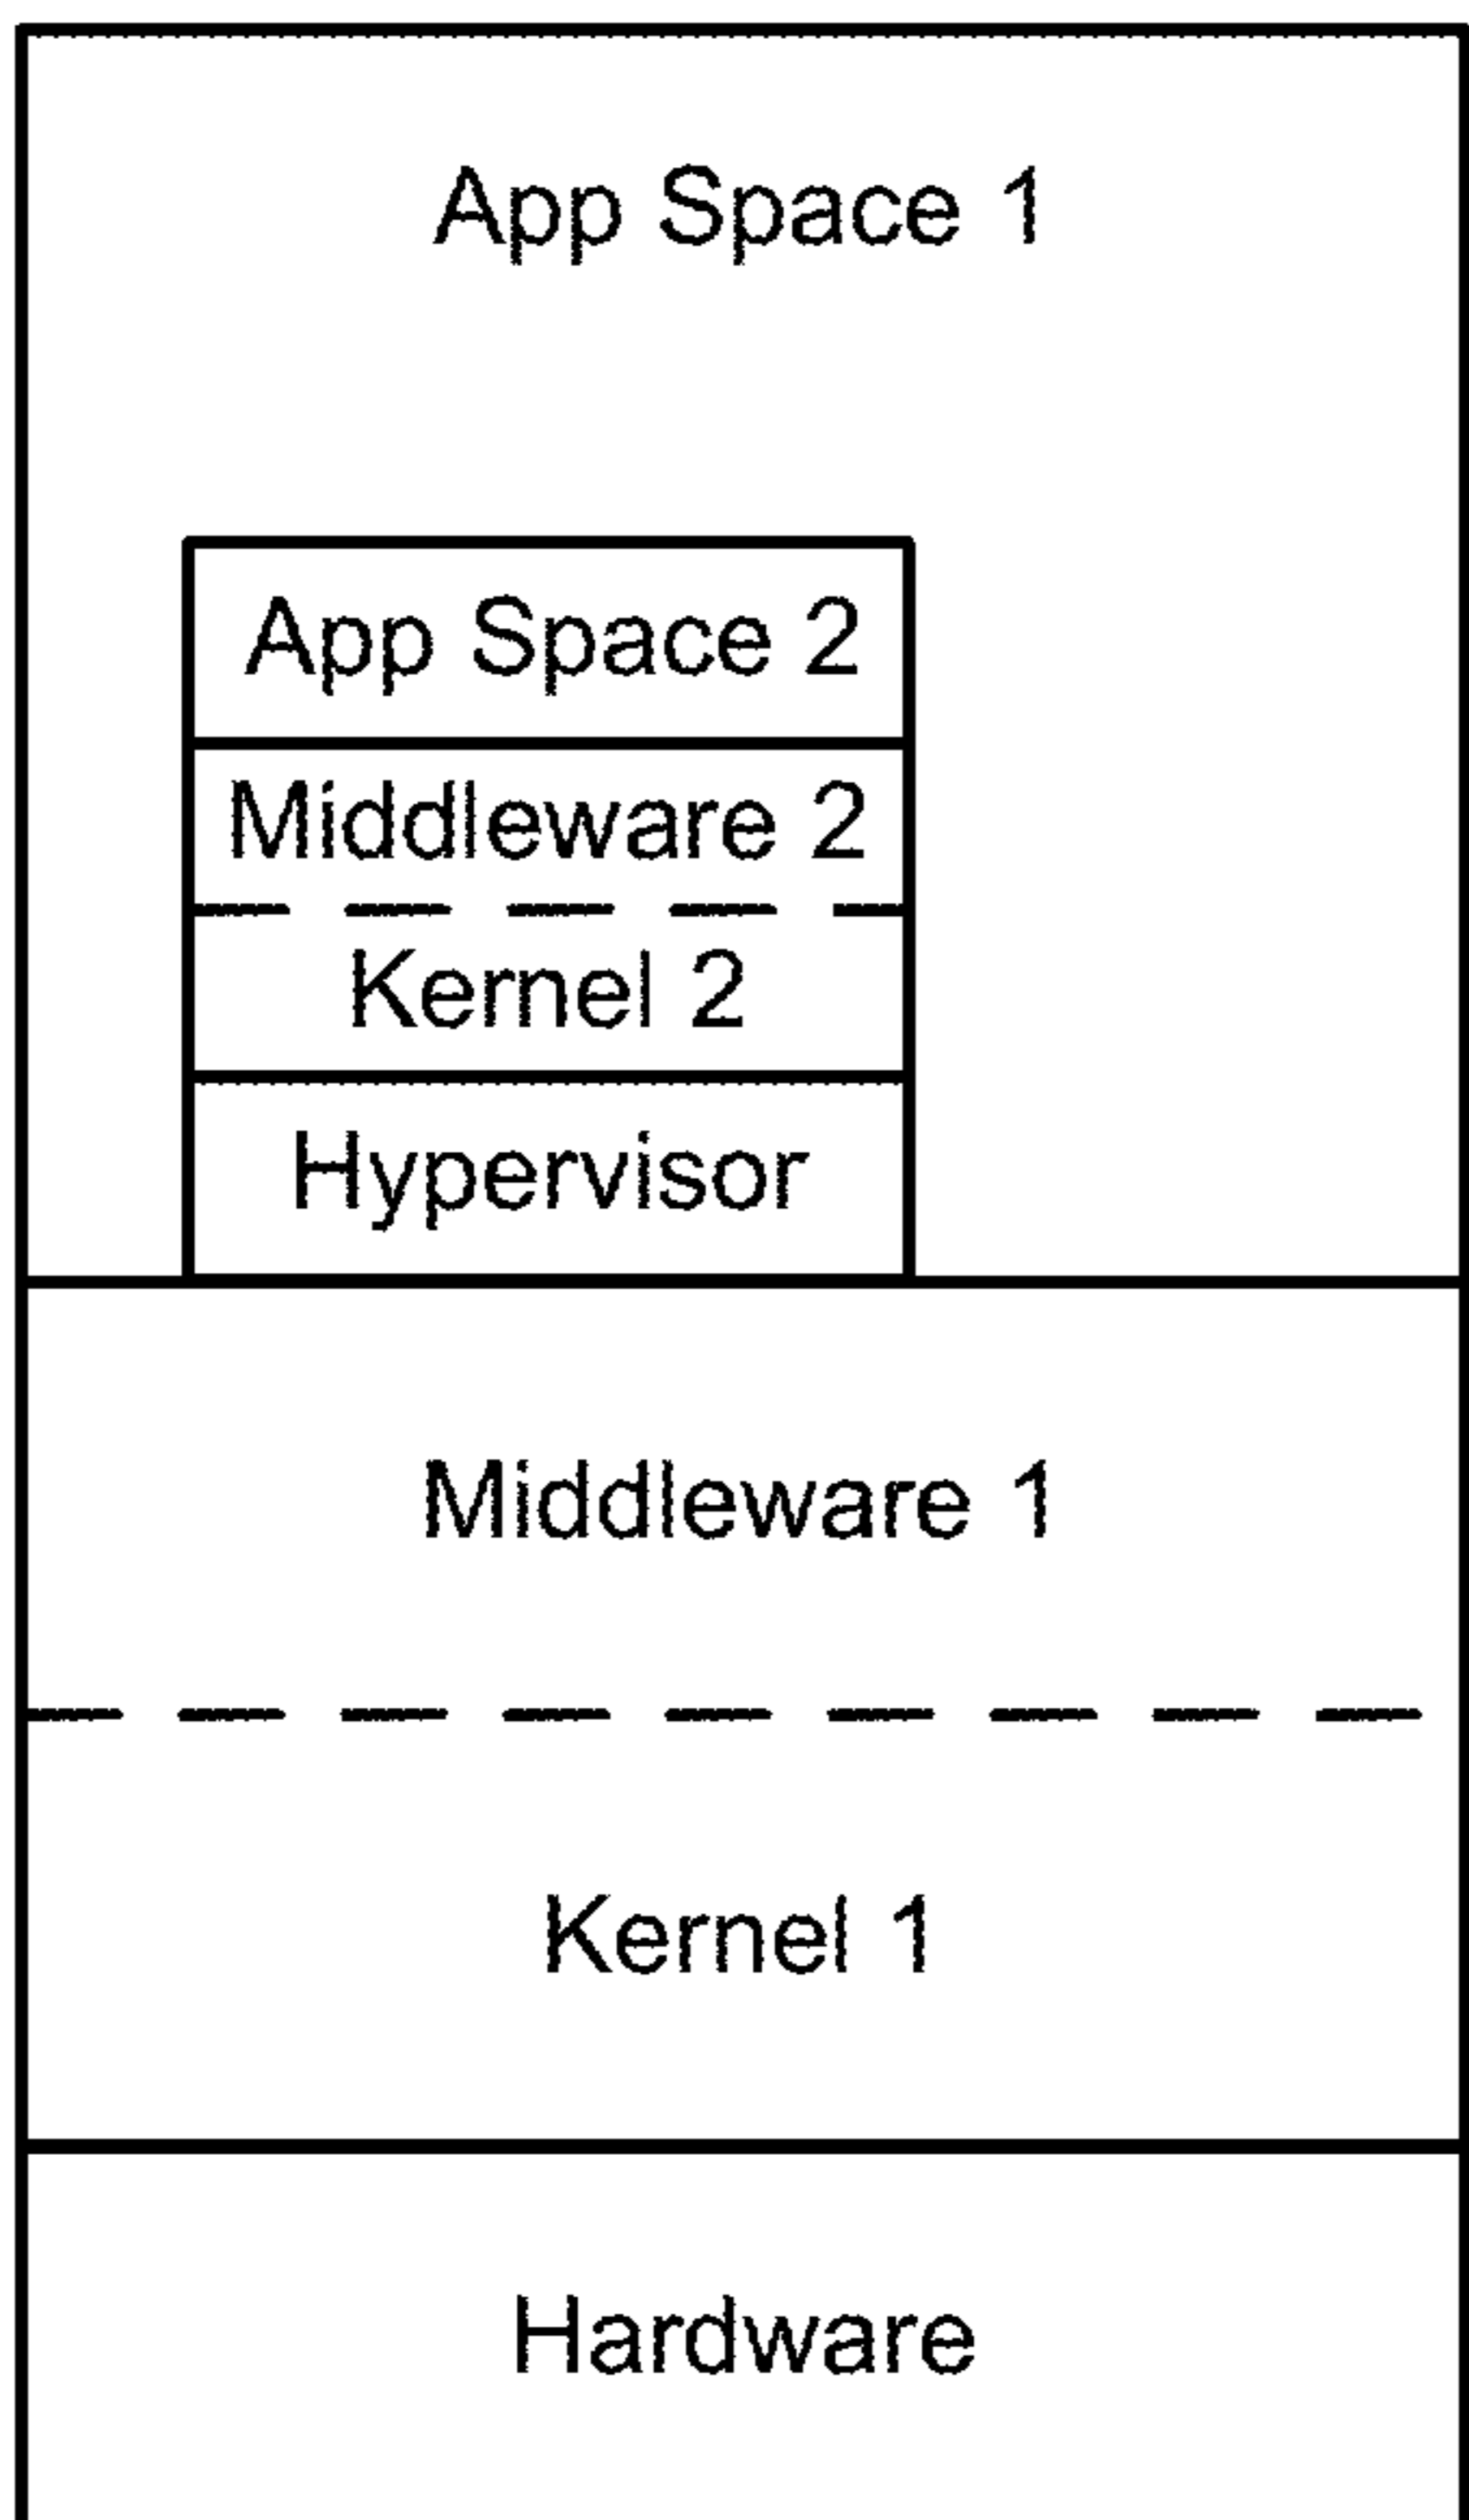 App Space 1
App Space 2
Middleware 2
Kernel 2
Hypervisor
Middleware 1
Kernel 1
Hardware